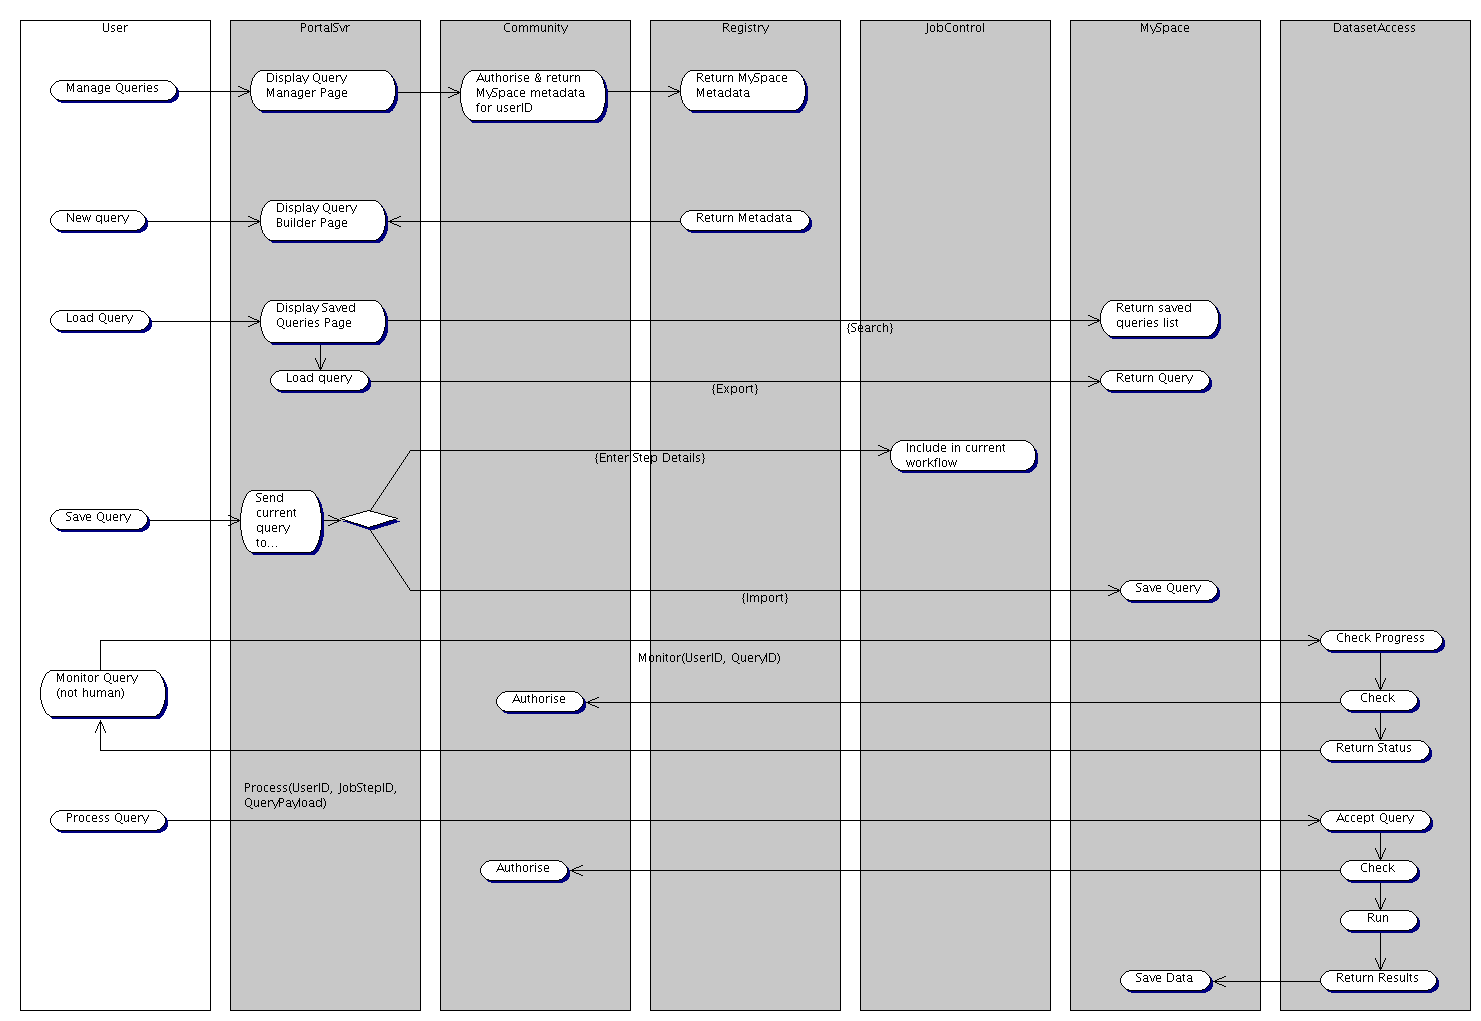 User
PortalSvr
Community
Registry
JobControl
MySpace
DatasetAccess
Manage Queries
Display Query
Manager Page
Authorise & return
MySpace metadata
for userID
Return MySpace
Metadata
New query
Display Query
Builder Page
Return Metadata
Load Query
Display Saved
Queries Page
{Search}
Return saved
queries list
Load query
{Export}
Return Query
{Enter Step Details}
Include in current
workflow
Save Query
Send
current
query
to...
{Import}
Save Query
Check Progress
Monitor(UserID, QueryID)
Monitor Query
(not human)
Authorise
Check
Return Status
Process(UserID, JobStepID,
QueryPayload)
Process Query
Accept Query
Authorise
Check
Run
Save Data
Return Results